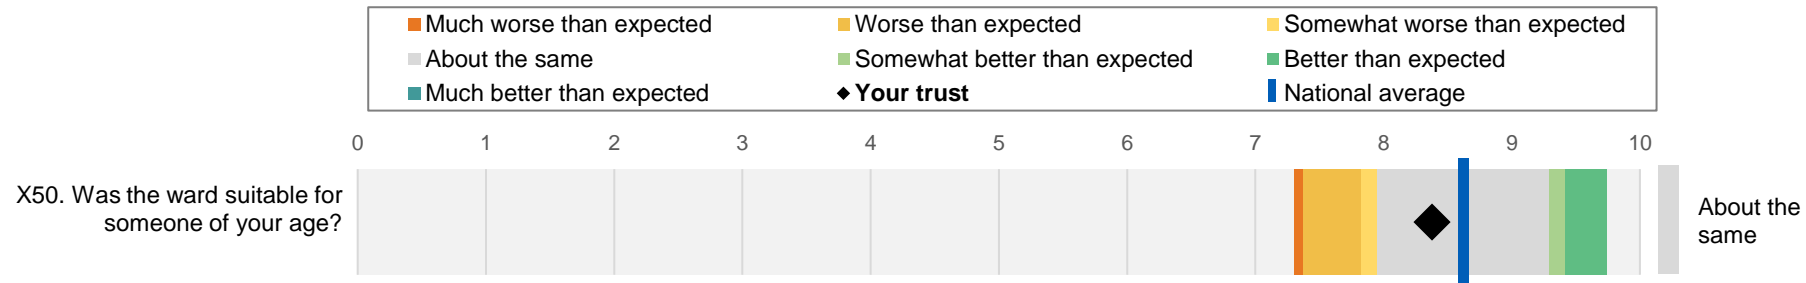 Much worse than expected Worse than expected Somewhat worse than expected
About the same Somewhat better than expected Better than expected
Much better than expected Your trust National average
0 1 2 3 4 5 6 7 8 9 10
X50. Was the ward suitable for
someone of your age?
About the
same